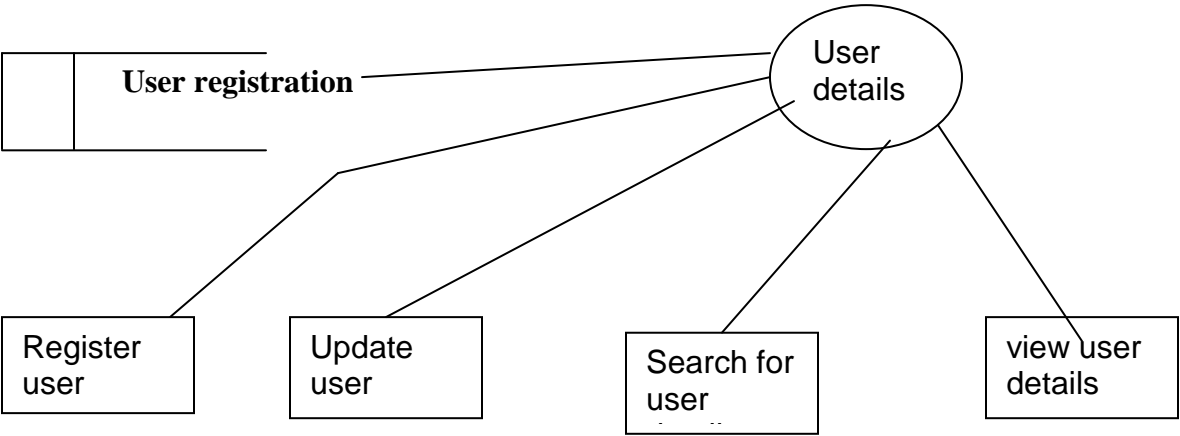 User registration
User
details
Register
user
Update
user
Search for
user
view user
details